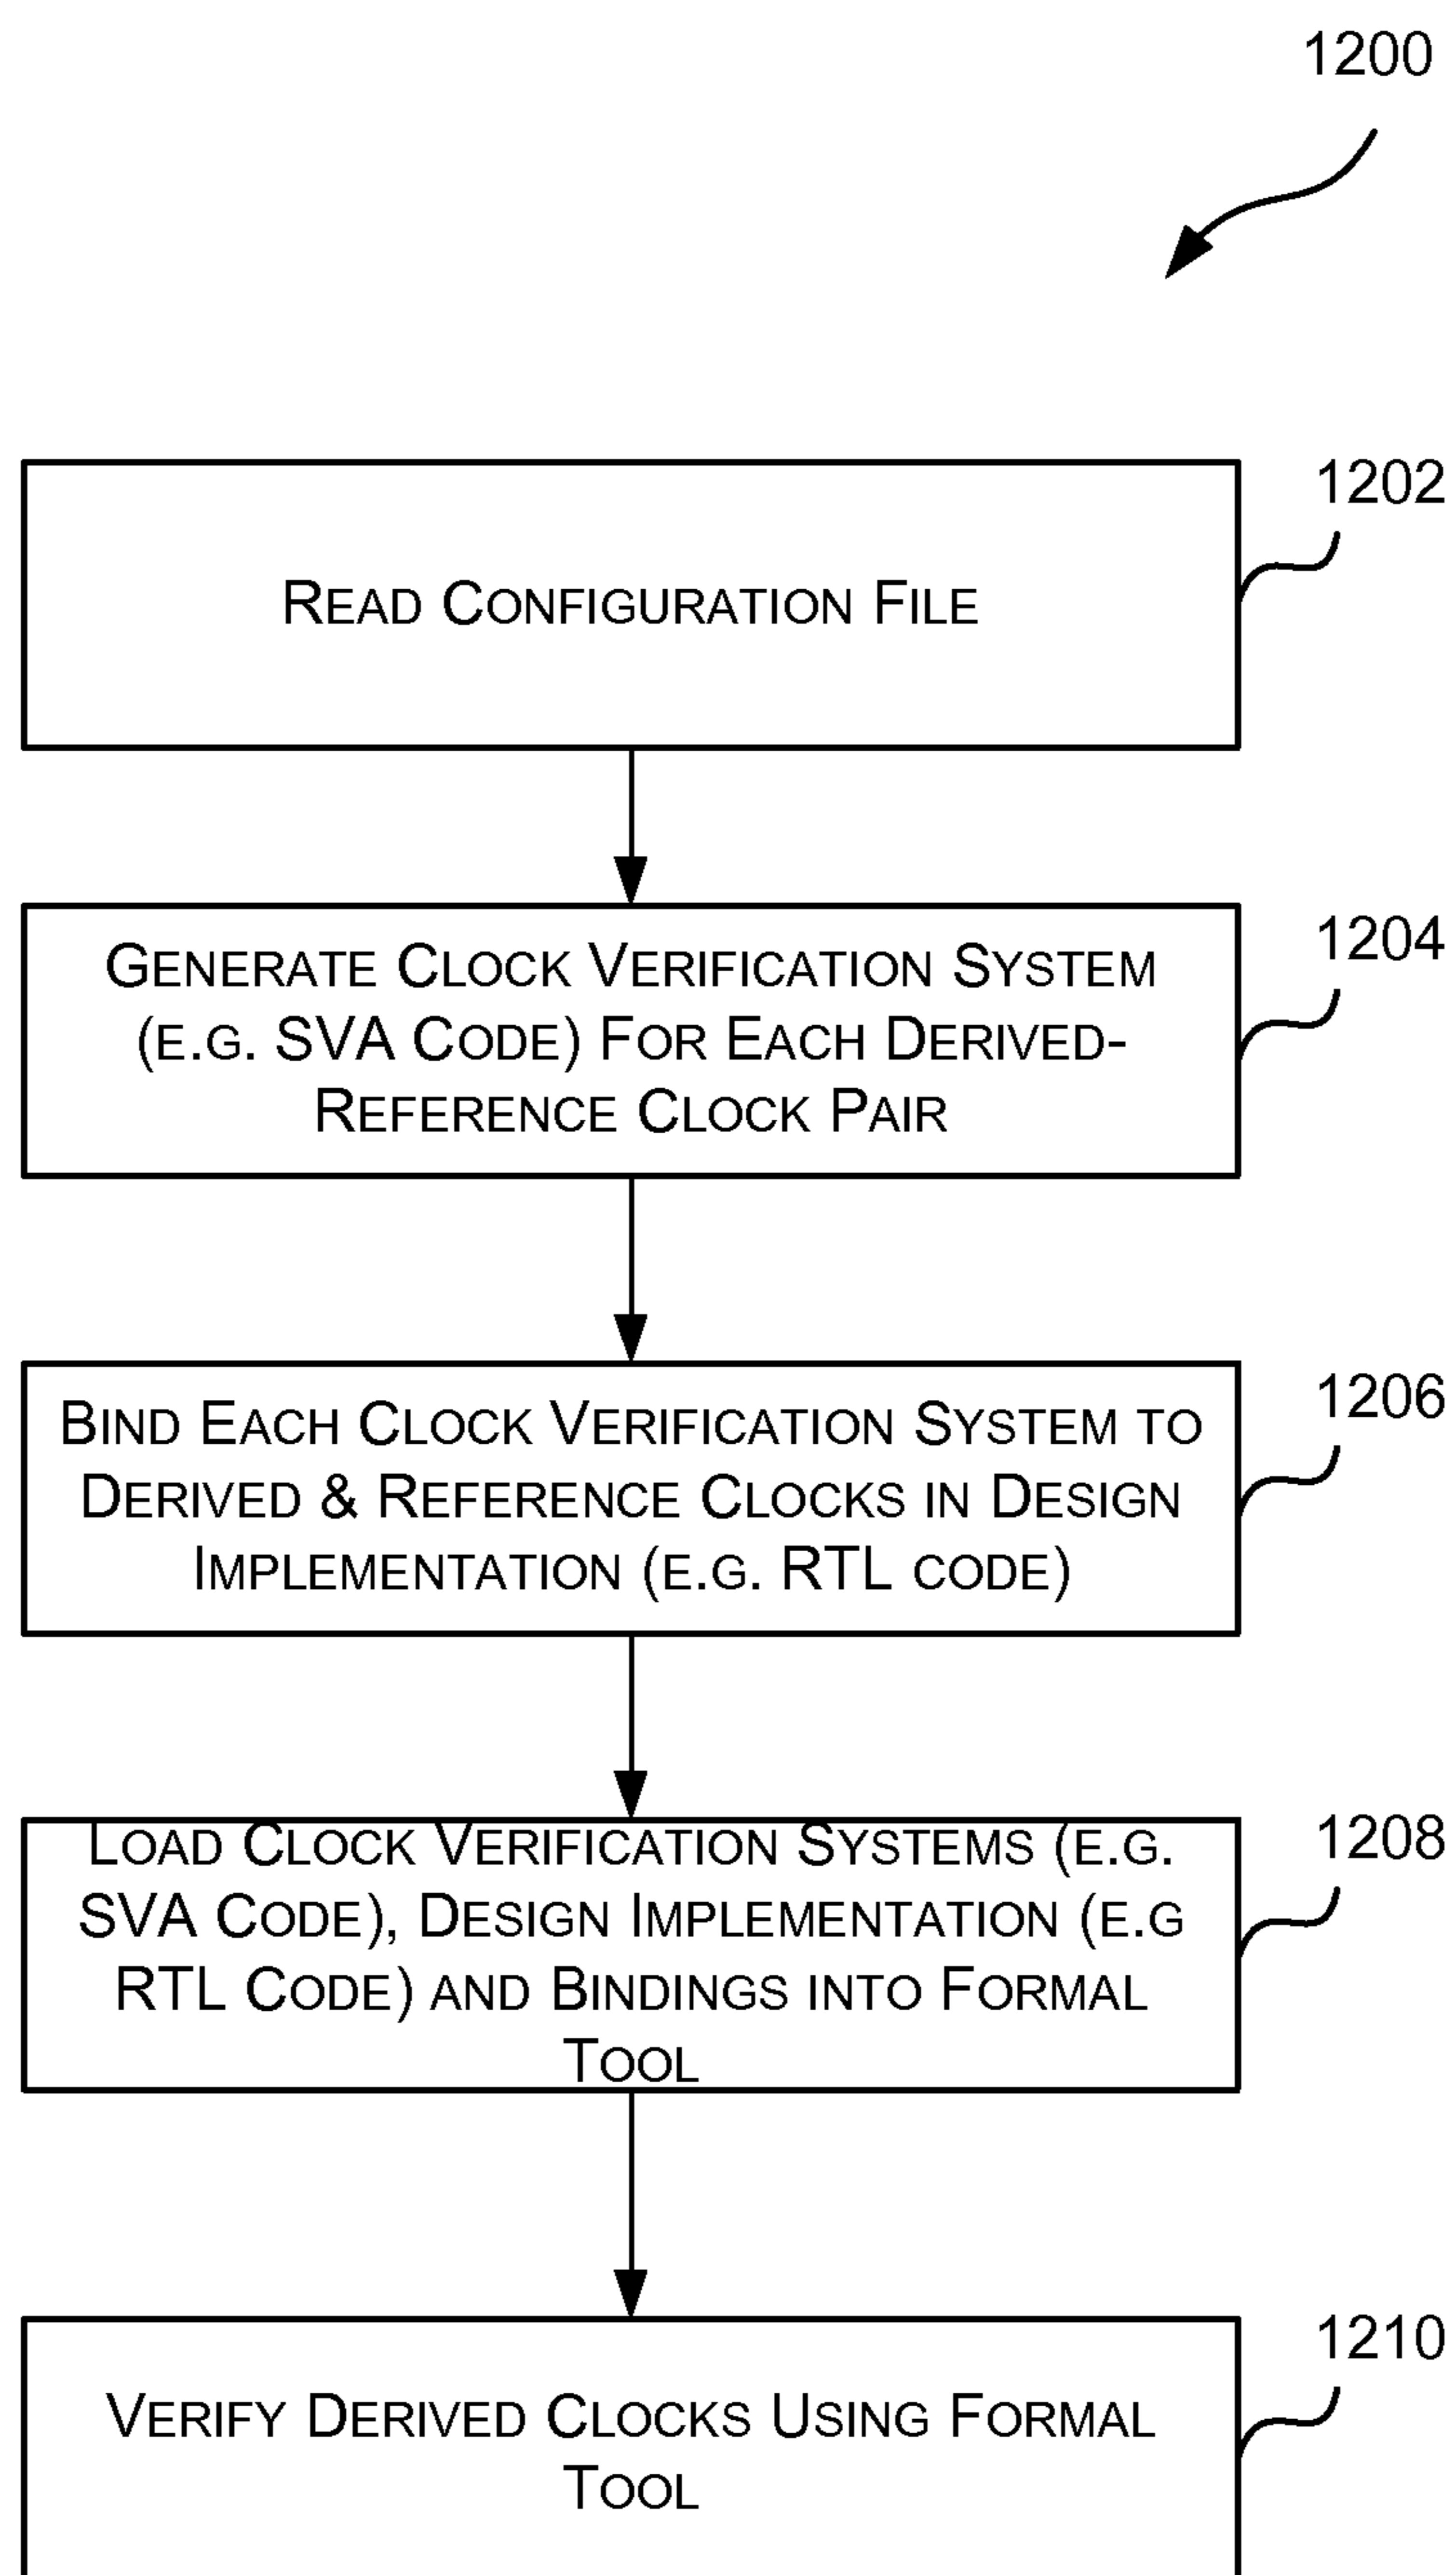 1200
1202
READ CONFIGURATION FILE
1204
GENERATE CLOCK VERIFICATION SYSTEM
(E.G. SVA CODE) FOR EACH DERIVED-
REFERENCE CLOCK PAIR
1206
BIND EACH CLOCK VERIFICATION SYSTEM TO
DERIVED & REFERENCE CLOCKS IN DESIGN
IMPLEMENTATION (E.G. RTL CODE)
1208
LOAD CLOCK VERIFICATION SYSTEMS (E.G.
SVA CODE), DESIGN IMPLEMENTATION (E.G
RTL CODE) AND BINDINGS INTO FORMAL
TOOL
1210
VERIFY DERIVED CLOCKS USING FORMAL
TOOL